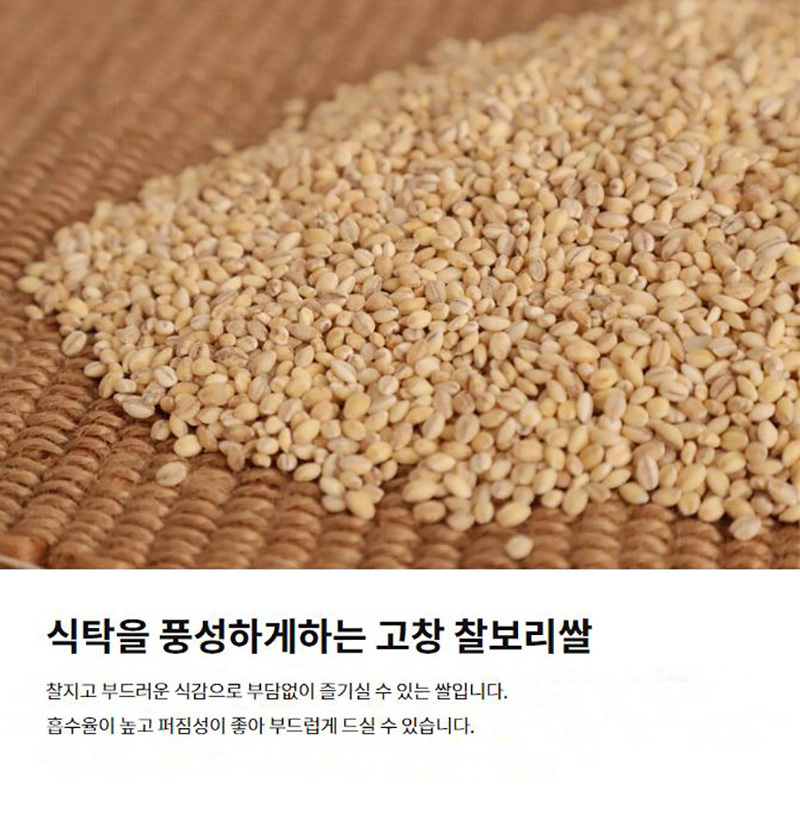 식탁을 풍성하게하는 고창 찰보리쌀
찰지고 부드러운 식감으로 부담없이 즐기실 수 있는 쌀입니다.
흡수율이 높고 퍼짐성이 좋아 부드럽게 드실 수 있습니다.